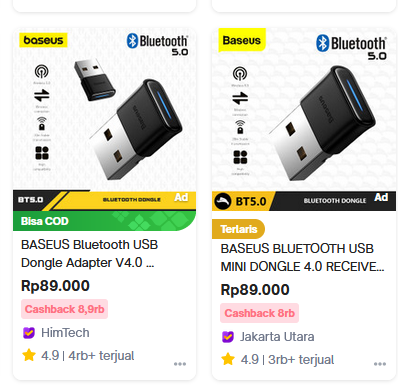 baseus
Bluetooth
5.0
Baseus
BT5.0
BLUETOOTH DONGLE
Ad
Bisa COD
BASEUS Bluetooth USB
Dongle Adapter V4.0 ...
Rp89.000
Cashback 8,9rb
HimTech
4.9 | 4rb+ terjual
Baseus
Bluetooth
5.0
Baseus
BT5.0
BLUETOOTH DONGLE
Ad
Terlaris
BASEUS BLUETOOTH USB
MINI DONGLE 4.0 RECEIVE...
Rp89.000
Cashback 8rb
Jakarta Utara
4.9 | 3rb+ terjual